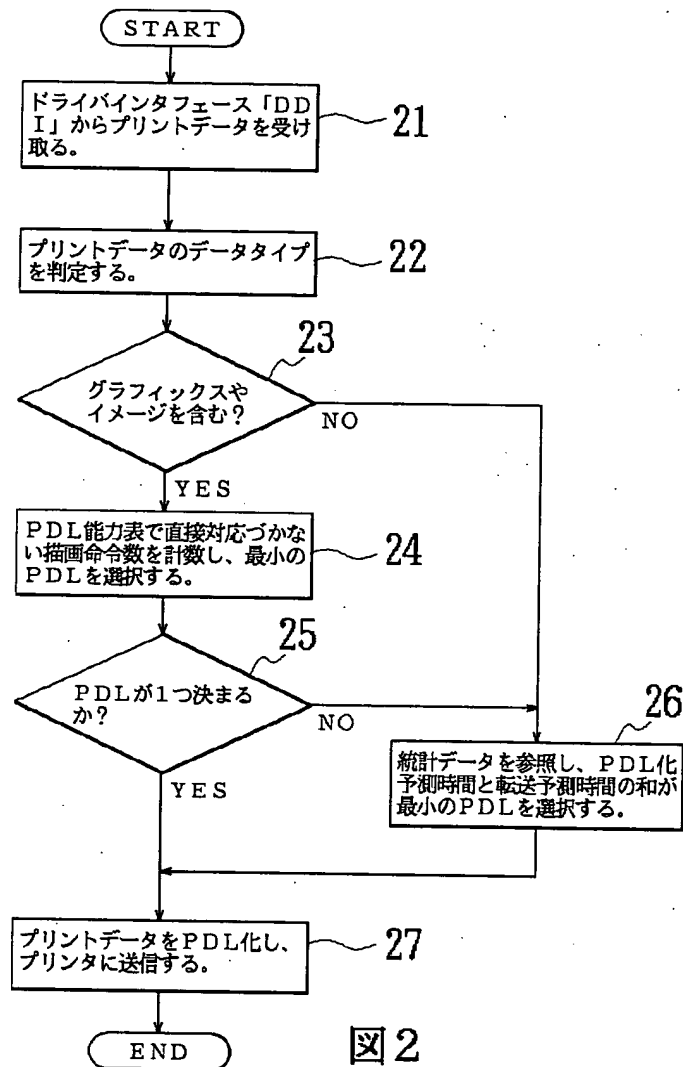 START
ドライバインタフェース「DD
I」からプリントデータを受け
取る。
21
プリントデータのデータタイプ
を判定する。
22
23
グラフィックスや
イメージを含む?
NO
YES
PDL能力表で直接対応づかな
い描画命令数を計数し、最小の
PDLを選択する。
24
25
PDLが1つ決まる
か?
NO
YES
26
統計データを参照し、PDL化
予測時間と転送予測時間の和が
最小のPDLを選択する。
プリントデータをPDL化し、
プリンタに送信する。
27
END
図2